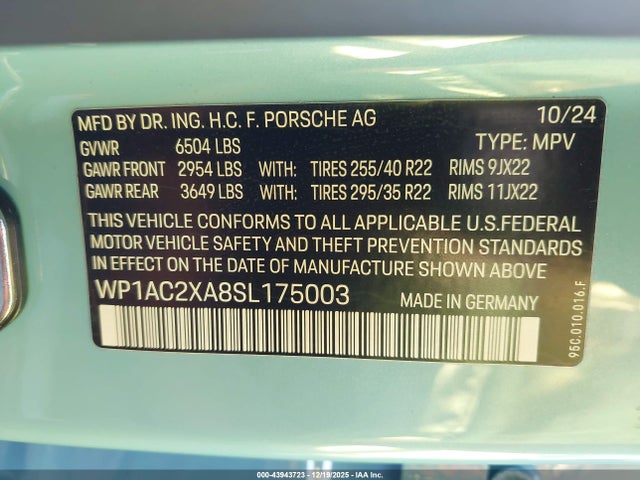 MFD BY DR. ING. H.C. F. PORSCHE AG 10/24
GVWR 6504 LBS TYPE: MPV
GAWR FRONT 2954 LBS WITH: TIRES 255/40 R22 RIMS 9JX22
GAWR REAR 3649 LBS WITH: TIRES 295/35 R22 RIMS 11JX22
THIS VEHICLE CONFORMS TO ALL APPLICABLE U.S.FEDERAL
MOTOR VEHICLE SAFETY AND THEFT PREVENTION STANDARDS
IN EFFECT ON THE DATE OF MANUFACTURE SHOWN ABOVE
WP1AC2XA8SL175003 MADE IN GERMANY
95C.010.016.F
000-43943723 - 12/19/2025 - IAA Inc.